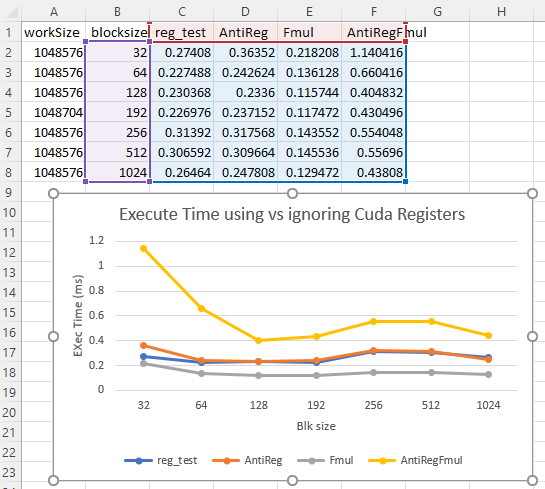 A B C D E F G H
1 workSize blocksize reg_test AntiReg Fmul AntiRegFmul
2 1048576 32 0.27408 0.36352 0.218208 1.140416
3 1048576 64 0.227488 0.242624 0.136128 0.660416
4 1048576 128 0.230368 0.2336 0.115744 0.404832
5 1048704 192 0.226976 0.237152 0.117472 0.430496
6 1048576 256 0.31392 0.317568 0.143552 0.554048
7 1048576 512 0.306592 0.309664 0.145536 0.55696
8 1048576 1024 0.26464 0.247808 0.129472 0.43808
9
10
11
12
13
14
15
16
17
18
19
20
21
22
23
Execute Time using vs ignoring Cuda Registers
EXec Time (ms)
1.2
1
0.8
0.6
0.4
0.2
0
32 64 128 192 256 512 1024
Blk size
reg_test AntiReg Fmul AntiRegFmul